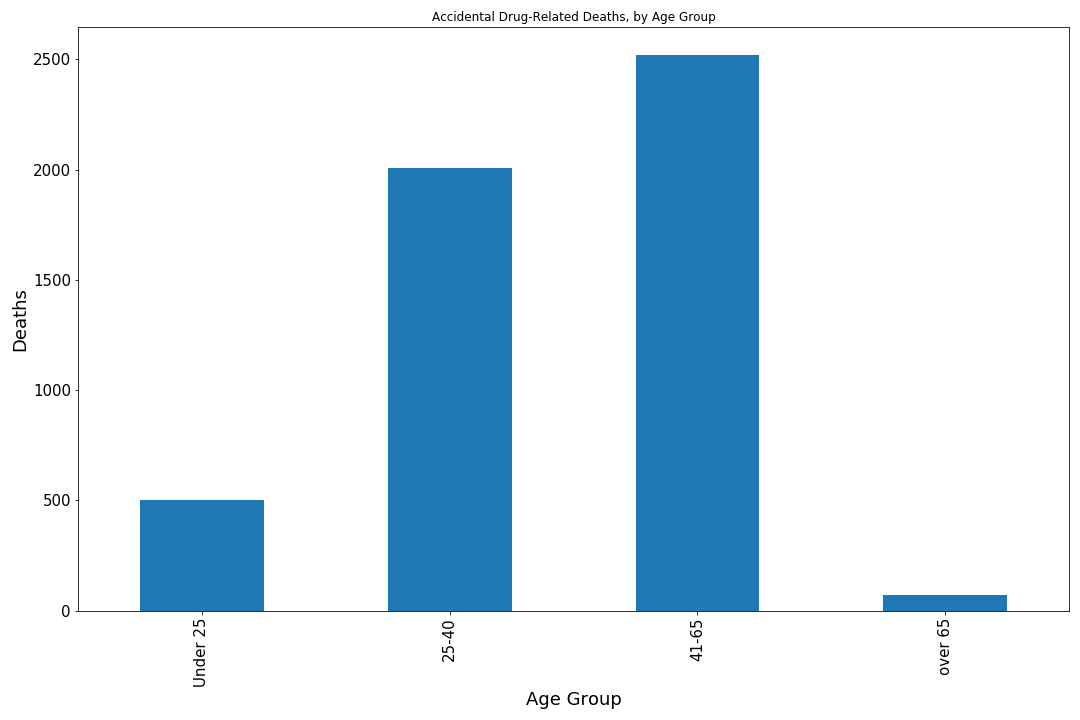 Accidental Drug-Related Deaths, by Age Group
2500
2000
1500
1000
500
0
Deaths
Under 25
25-40
41-65
over 65
Age Group